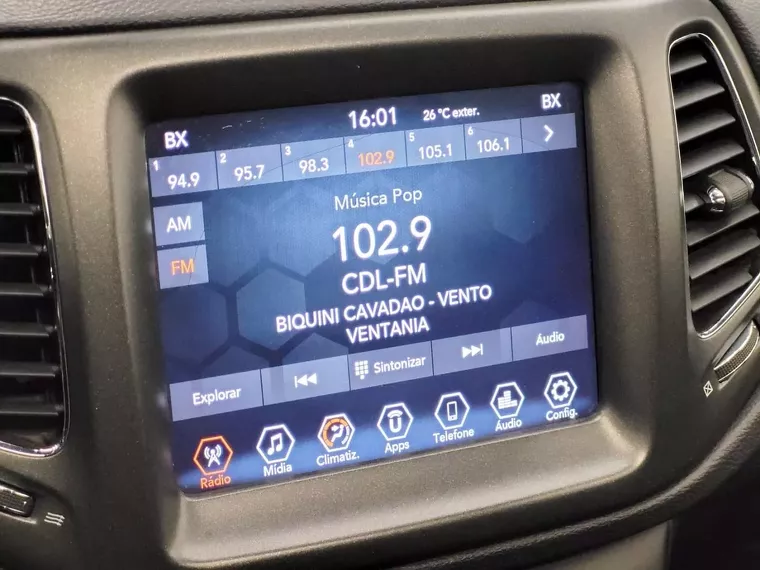 BX 16:01 26 °C exter. BX
1 94.9 2 95.7 3 98.3 4 102.9 5 105.1 6 106.1
Música Pop
AM
102.9
FM
CDL-FM
BIQUINI CAVADAO - VENTO
VENTANIA
Explorar Sintonizar Áudio
Rádio Mídia Climatiz. Apps Telefone Áudio Config.